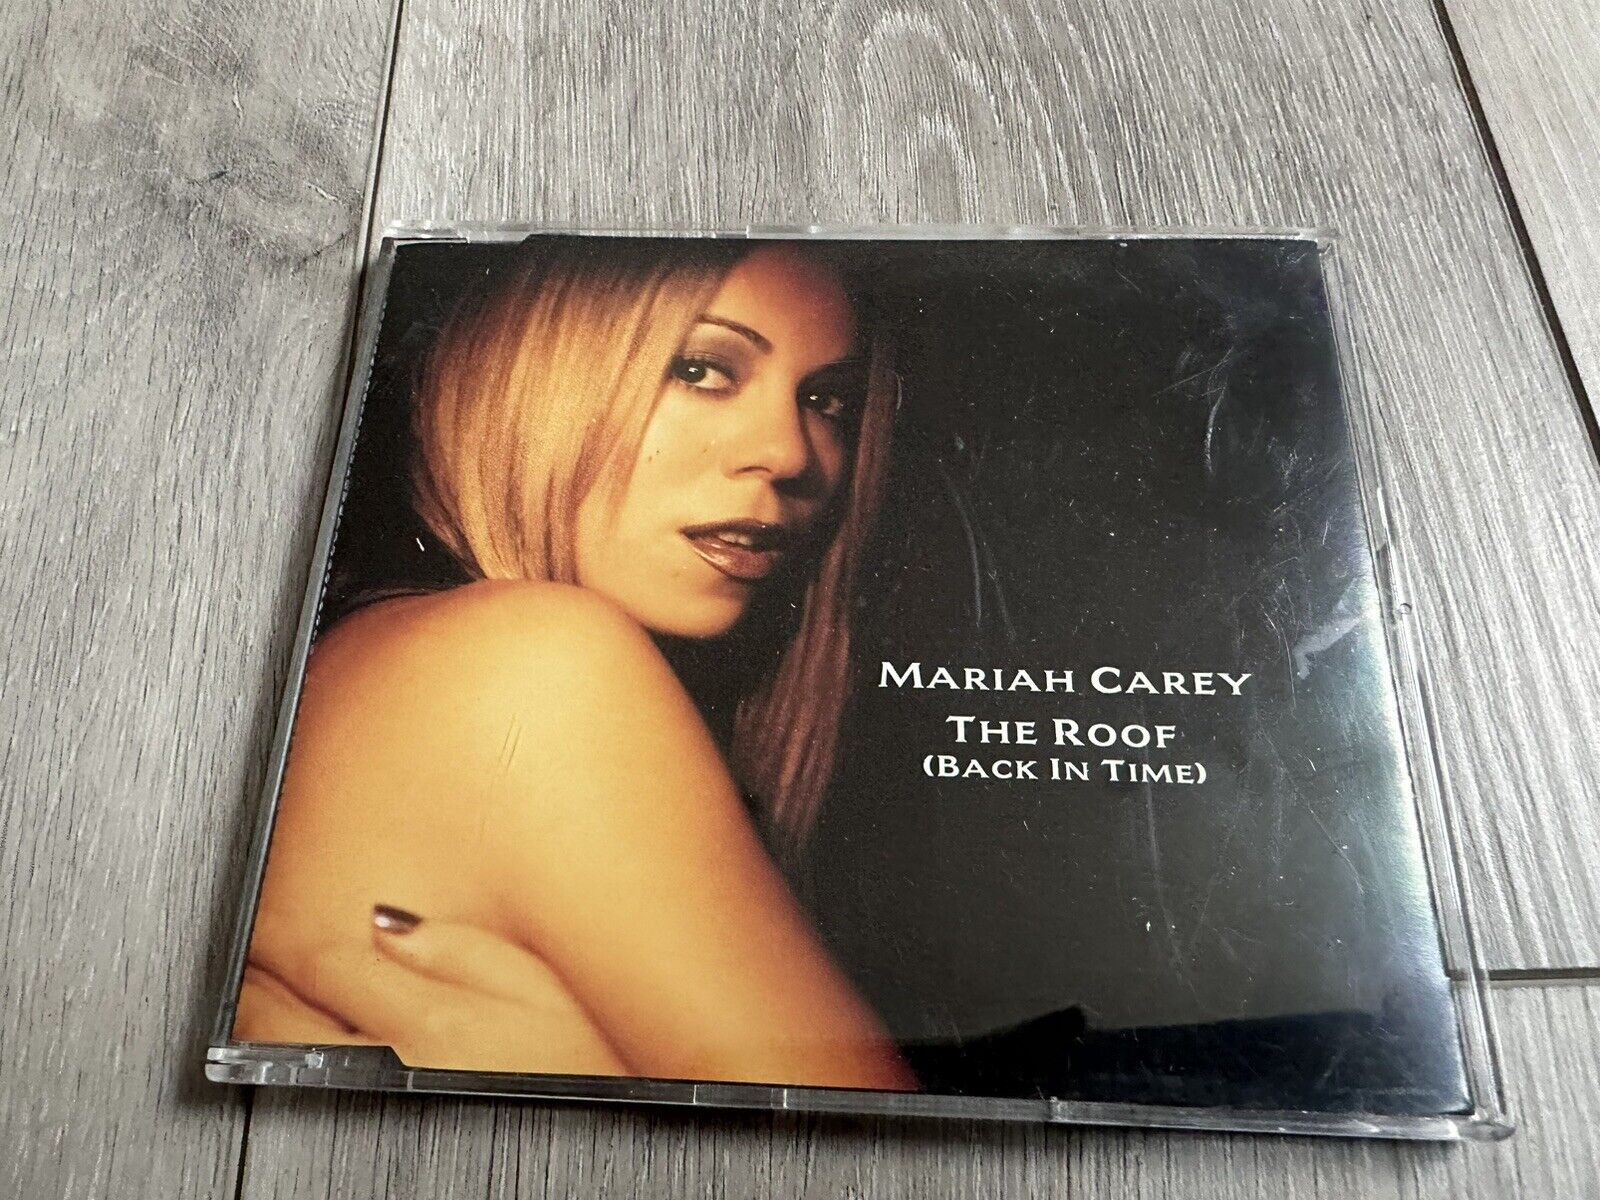 MARIAH CAREY
THE ROOF
(BACK IN TIME)